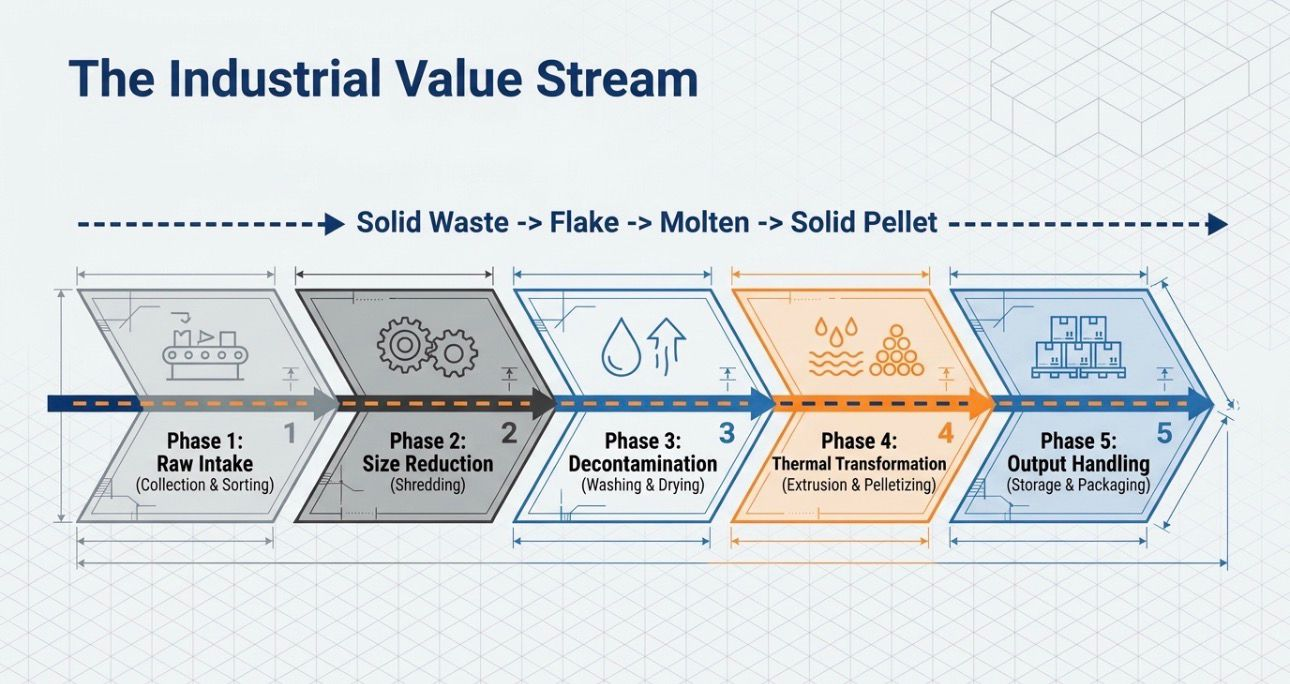 The Industrial Value Stream
Solid Waste -> Flake -> Molten -> Solid Pellet
1
Phase 1:
Raw Intake
(Collection & Sorting)
2
Phase 2:
Size Reduction
(Shredding)
3
Phase 3:
Decontamination
(Washing & Drying)
4
Phase 4:
Thermal Transformation
(Extrusion & Pelletizing)
5
Phase 5:
Output Handling
(Storage & Packaging)